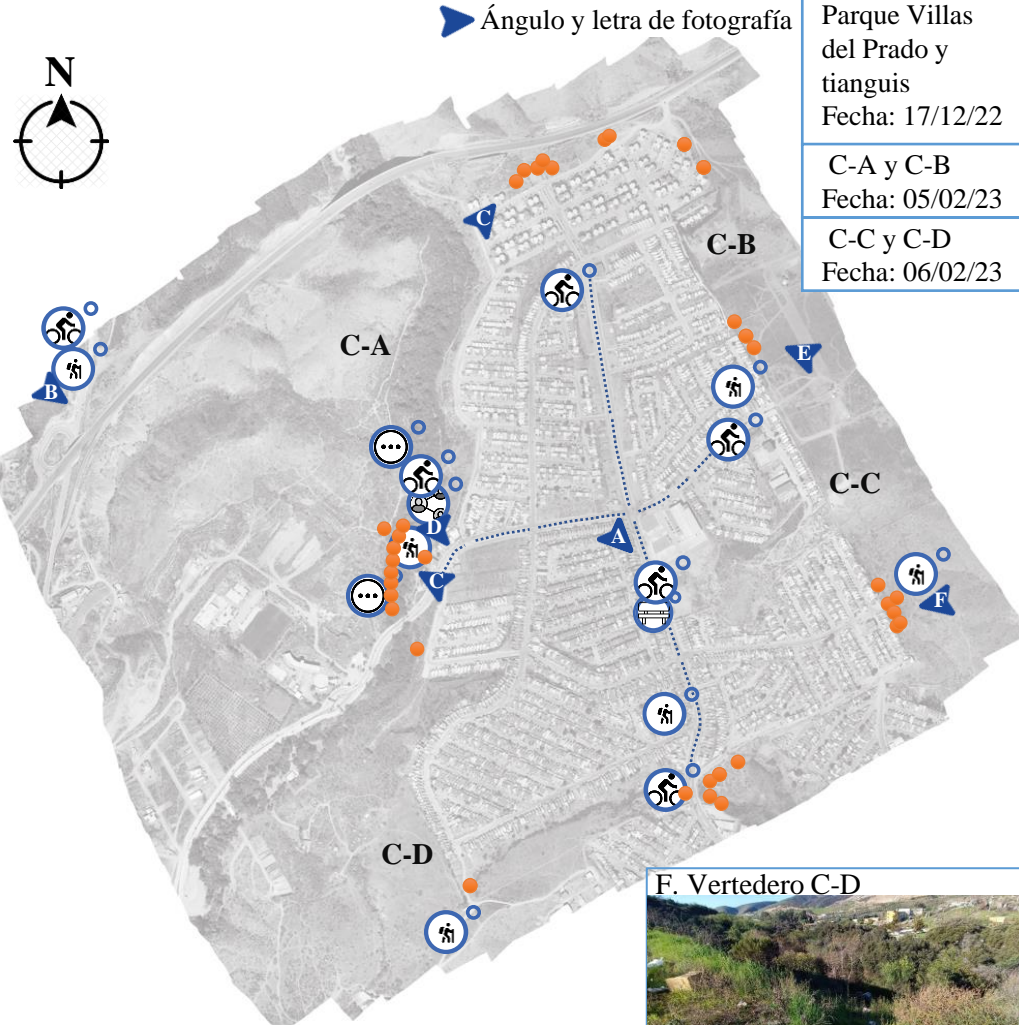 Ángulo y letra de fotografía
Parque Villas
del Prado y
tianguis
Fecha: 17/12/22
C-A y C-B
Fecha: 05/02/23
C-C y C-D
Fecha: 06/02/23
N
C
C-B
C-A
B
E
C-C
D
A
C
F
C-D
F. Vertedero C-D